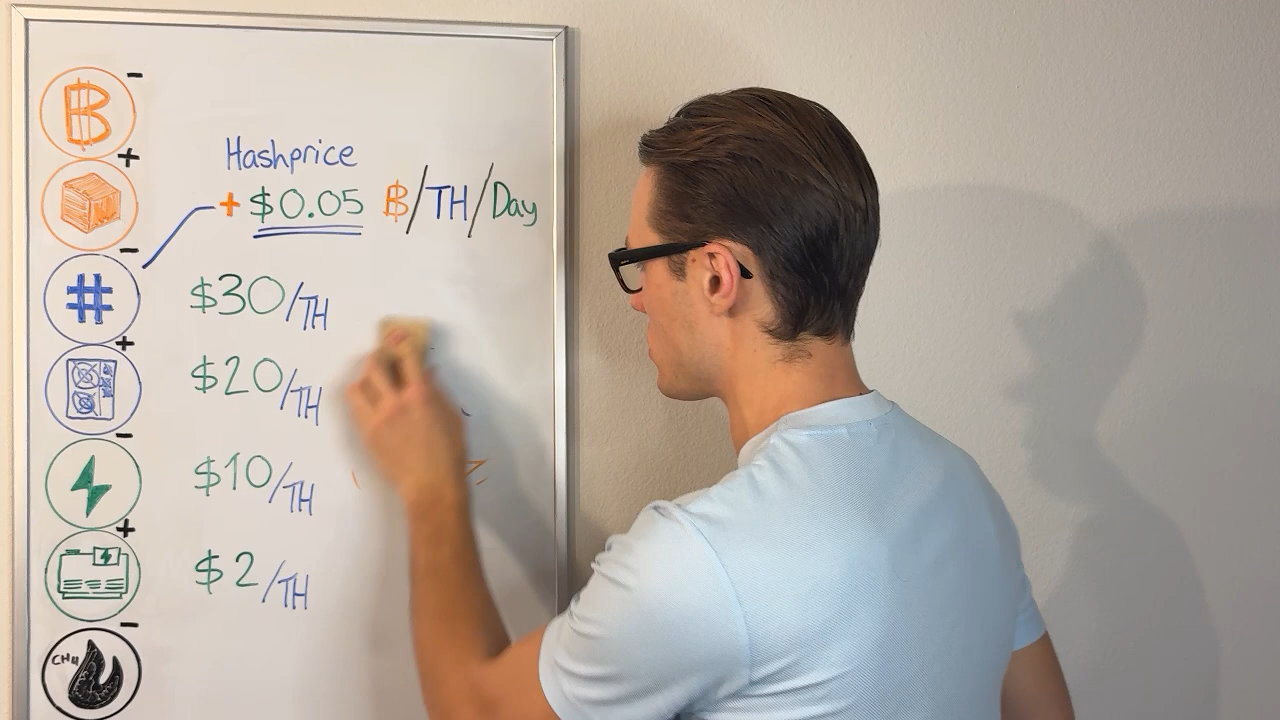 -
₿
+
Hashprice
+ $0.05 ₿/TH/Day
-
#
$30/TH
+
$20/TH
-
$10/TH
+
$2/TH
-
CH4